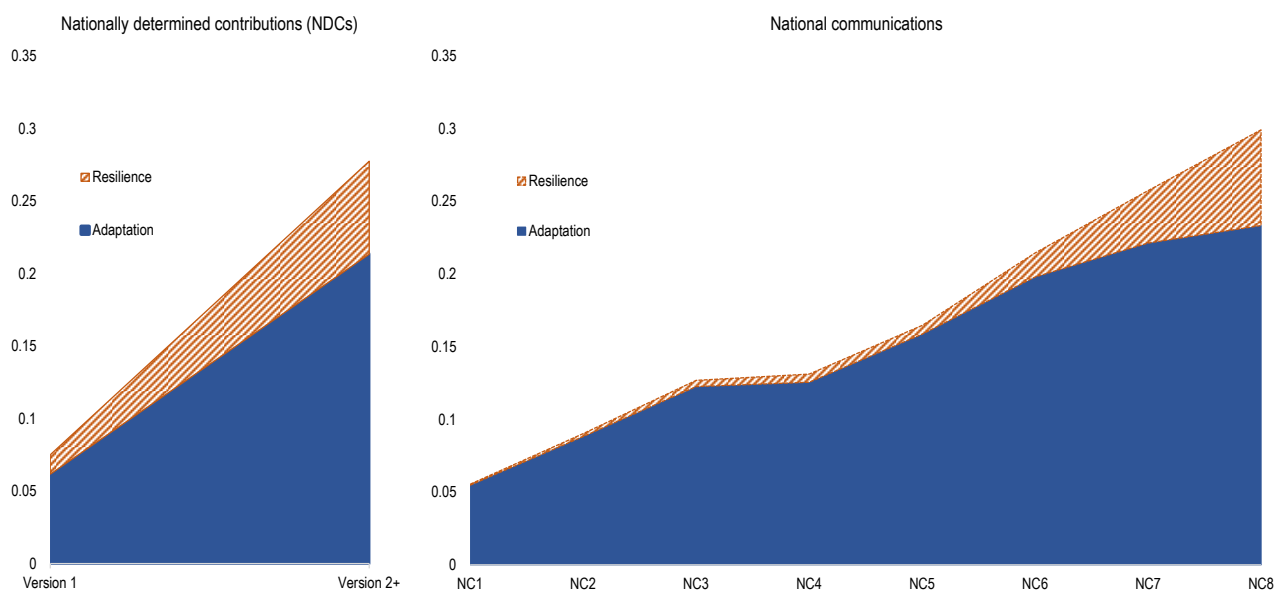 Nationally determined contributions (NDCs)
0.35
0.3
0.25
0.2
0.15
0.1
0.05
0
Resilience
Adaptation
Version 1
Version 2+
National communications
0.35
0.3
0.25
0.2
0.15
0.1
0.05
0
Resilience
Adaptation
NC1
NC2
NC3
NC4
NC5
NC6
NC7
NC8